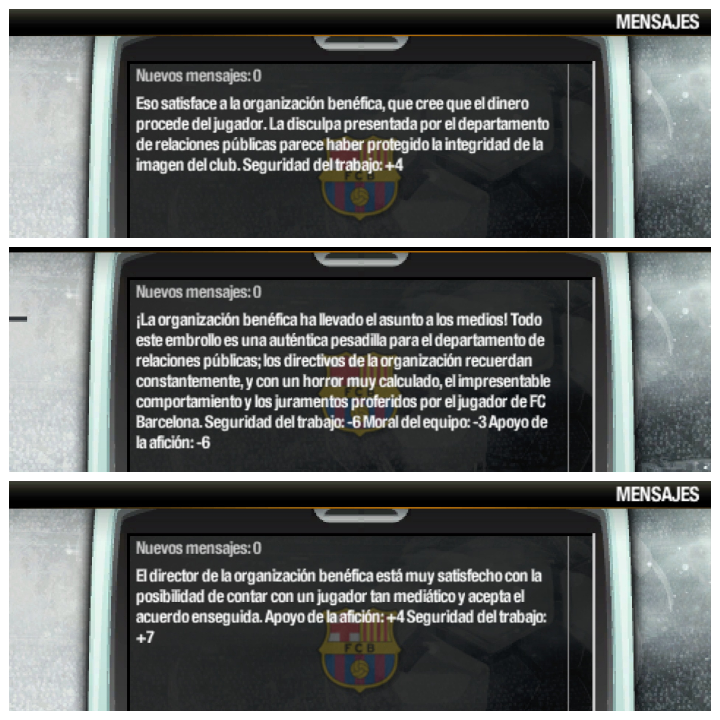 MENSAJES
Nuevos mensajes: 0
Eso satisface a la organización benéfica, que cree que el dinero
procede del jugador. La disculpa presentada por el departamento
de relaciones públicas parece haber protegido la integridad de la
imagen del club. Seguridad del trabajo: +4
FCB
Nuevos mensajes: 0
¡La organización benéfica ha llevado el asunto a los medios! Todo
este embrollo es una auténtica pesadilla para el departamento de
relaciones públicas; los directivos de la organización recuerdan
constantemente, y con un horror muy calculado, el impresentable
comportamiento y los juramentos proferidos por el jugador de FC
Barcelona. Seguridad del trabajo: -6 Moral del equipo: -3 Apoyo de
la afición: -6
MENSAJES
Nuevos mensajes: 0
El director de la organización benéfica está muy satisfecho con la
posibilidad de contar con un jugador tan mediático y acepta el
acuerdo enseguida. Apoyo de la afición: +4 Seguridad del trabajo:
+7
FCB